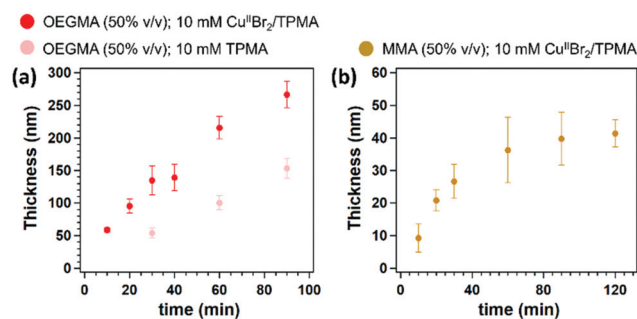 OEGMA (50% v/v); 10 mM CuᴵᴵBr₂/TPMA
OEGMA (50% v/v); 10 mM TPMA
MMA (50% v/v); 10 mM CuᴵᴵBr₂/TPMA
(a)
300
250
200
150
100
50
0
Thickness (nm)
0 20 40 60 80 100
time (min)
(b)
60
50
40
30
20
10
0
Thickness (nm)
0 40 80 120
time (min)